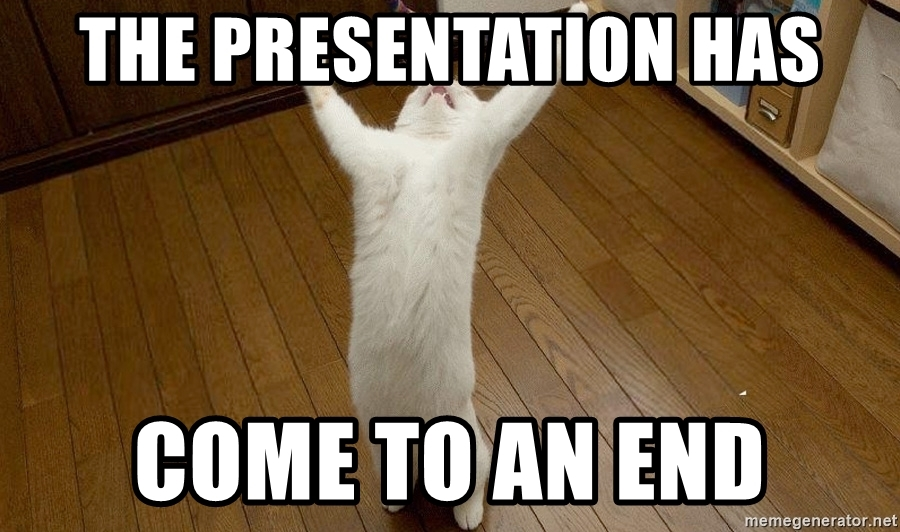 THE PRESENTATION HAS
COME TO AN END
memegenerator.net